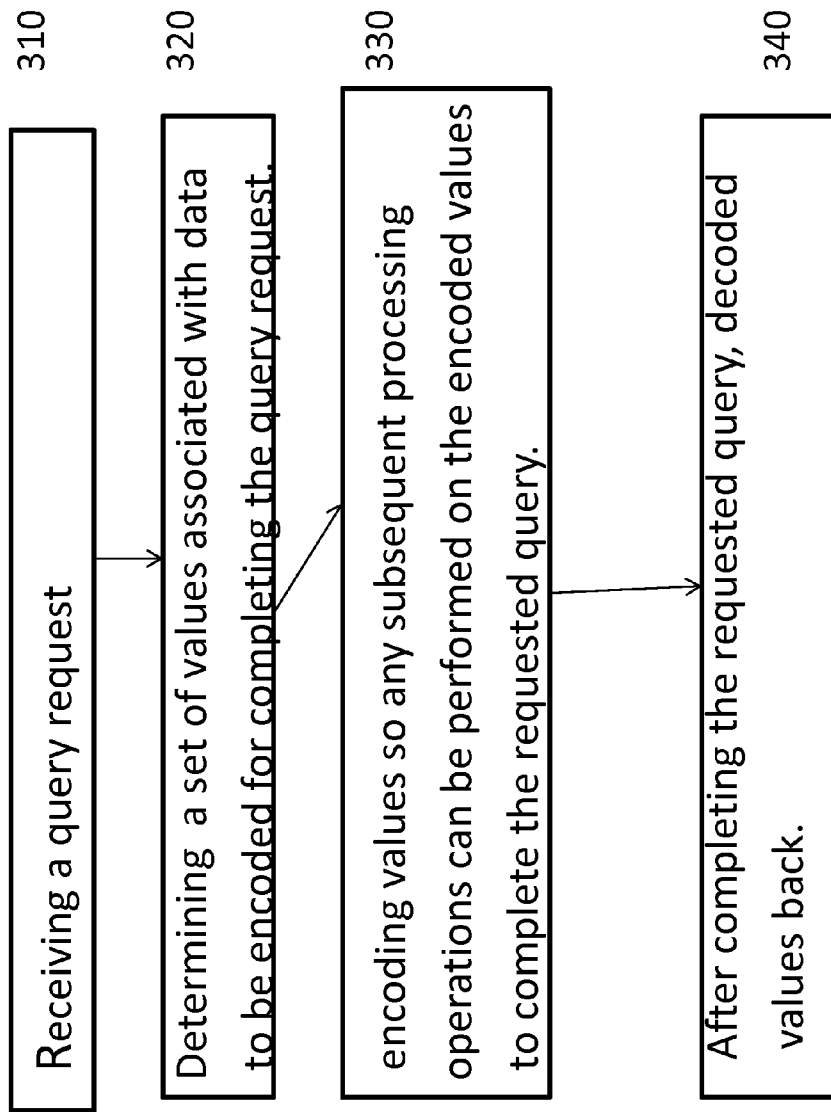 Receiving a query request
310
Determining a set of values associated with data
to be encoded for completing the query request.
320
encoding values so any subsequent processing
operations can be performed on the encoded values
to complete the requested query.
330
After completing the requested query, decoded
values back.
340